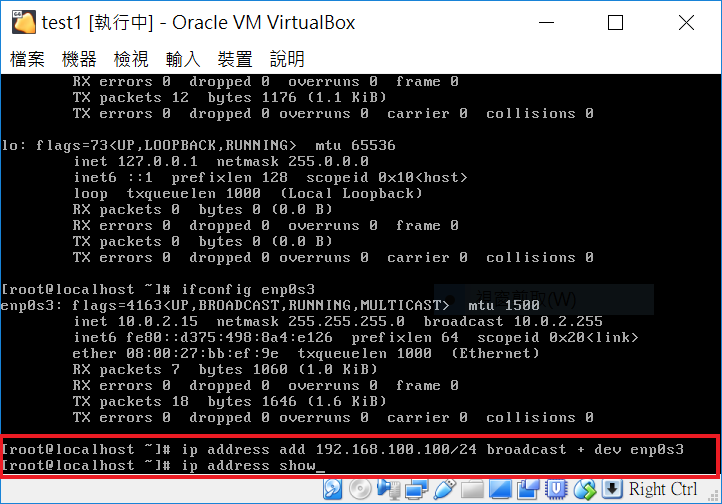 test1 [執行中] - Oracle VM VirtualBox
檔案 機器 檢視 輸入 裝置 說明
RX errors 0 dropped 0 overruns 0 frame 0
TX packets 12 bytes 1176 (1.1 KiB)
TX errors 0 dropped 0 overruns 0 carrier 0 collisions 0
lo: flags=73<UP,LOOPBACK,RUNNING> mtu 65536
inet 127.0.0.1 netmask 255.0.0.0
inet6 ::1 prefixlen 128 scopeid 0x10<host>
loop txqueuelen 1000 (Local Loopback)
RX packets 0 bytes 0 (0.0 B)
RX errors 0 dropped 0 overruns 0 frame 0
TX packets 0 bytes 0 (0.0 B)
TX errors 0 dropped 0 overruns 0 carrier 0 collisions 0
[root@localhost ~]# ifconfig enp0s3
enp0s3: flags=4163<UP,BROADCAST,RUNNING,MULTICAST> mtu 1500
inet 10.0.2.15 netmask 255.255.255.0 broadcast 10.0.2.255
inet6 fe80::d375:498:8a4:e126 prefixlen 64 scopeid 0x20<link>
ether 08:00:27:bb:ef:9e txqueuelen 1000 (Ethernet)
RX packets 7 bytes 1060 (1.0 KiB)
RX errors 0 dropped 0 overruns 0 frame 0
TX packets 18 bytes 1646 (1.6 KiB)
TX errors 0 dropped 0 overruns 0 carrier 0 collisions 0
[root@localhost ~]# ip address add 192.168.100.100/24 broadcast + dev enp0s3
[root@localhost ~]# ip address show_
Right Ctrl